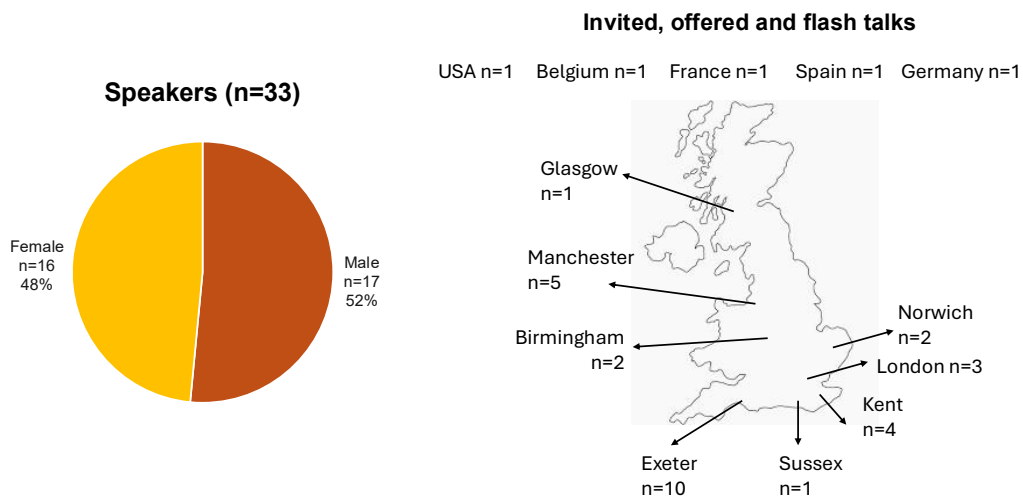 Speakers (n=33)
Female
n=16
48%
Male
n=17
52%
Invited, offered and flash talks
USA n=1 Belgium n=1 France n=1 Spain n=1 Germany n=1
Glasgow
n=1
Manchester
n=5
Birmingham
n=2
Norwich
n=2
London n=3
Kent
n=4
Exeter
n=10
Sussex
n=1